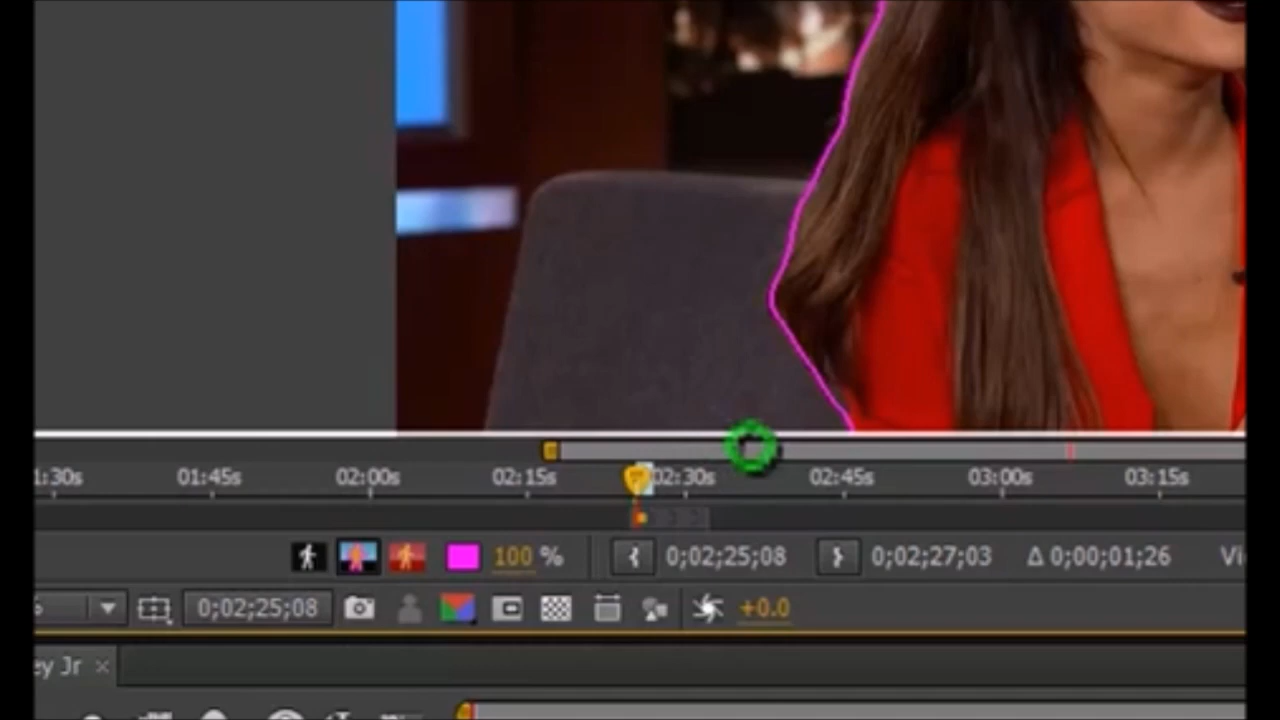 1:30s 01:45s 02:00s 02:15s 02:30s 02:45s 03:00s 03:15s
100 % { 0;02;25;08 } 0;02;27;03 Δ 0;00;01;26 Vi
% 0;02;25;08 +0.0
ey Jr ×